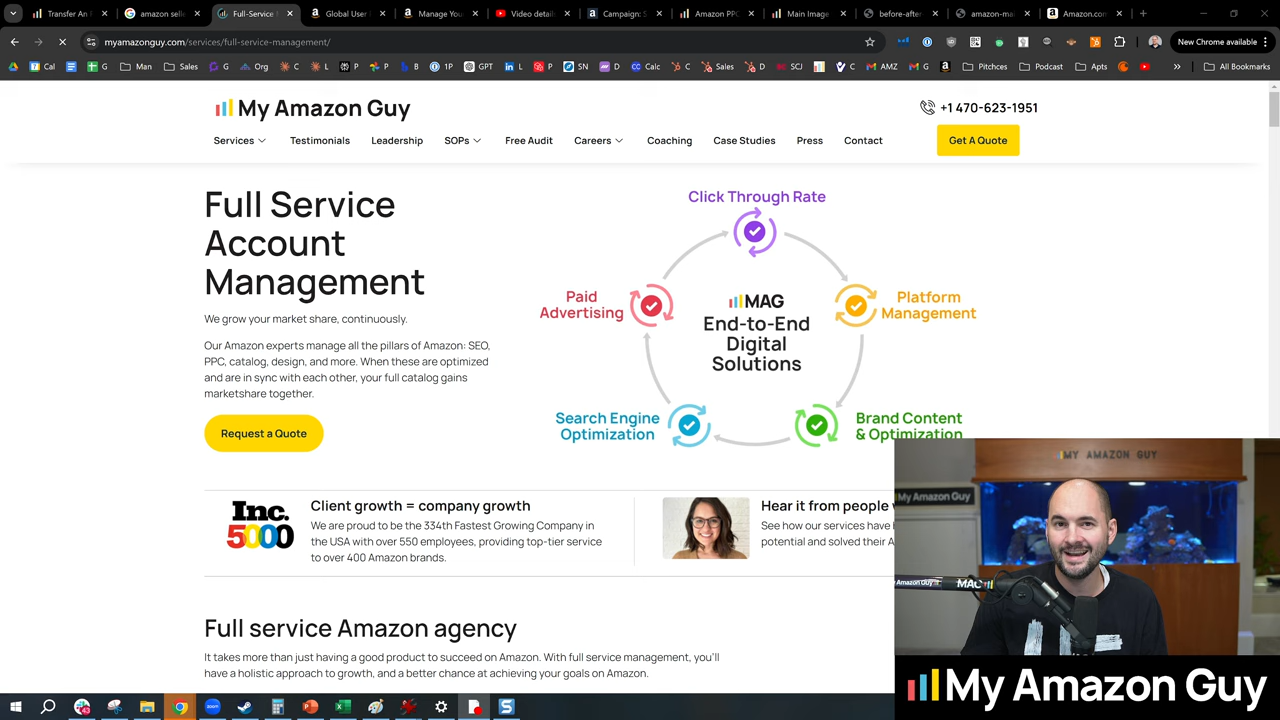 Transfer An
amazon selle
Full-Service
Global User
Manage You
Video details
Campaign: S
Amazon PPC
Main Image
before-after
amazon-ma
Amazon.con
myamazonguy.com/services/full-service-management/
New Chrome available
Cal
G
Man
Sales
G
Org
C
L
P
B
1P
GPT
L
P
SN
D
CC
Calc
C
Sales
D
SCJ
C
AMZ
G
Pitchces
Podcast
Apts
All Bookmarks
My Amazon Guy
+1 470-623-1951
Services
Testimonials
Leadership
SOPs
Free Audit
Careers
Coaching
Case Studies
Press
Contact
Get A Quote
Full Service
Account
Management
We grow your market share, continuously.
Our Amazon experts manage all the pillars of Amazon: SEO,
PPC, catalog, design, and more. When these are optimized
and are in sync with each other, your full catalog gains
marketshare together.
Request a Quote
Click Through Rate
Paid
Advertising
MAG
End-to-End
Digital
Solutions
Platform
Management
Search Engine
Optimization
Brand Content
& Optimization
Inc.
5000
Client growth = company growth
We are proud to be the 334th Fastest Growing Company in
the USA with over 550 employees, providing top-tier service
to over 400 Amazon brands.
Hear it from people
See how our services have
potential and solved their A
Full service Amazon agency
It takes more than just having a good product to succeed on Amazon. With full service management, you'll
have a holistic approach to growth, and a better chance at achieving your goals on Amazon.
MY AMAZON GUY
My Amazon Guy
Amazon Guy
MAG
My Amazon Guy
zoom